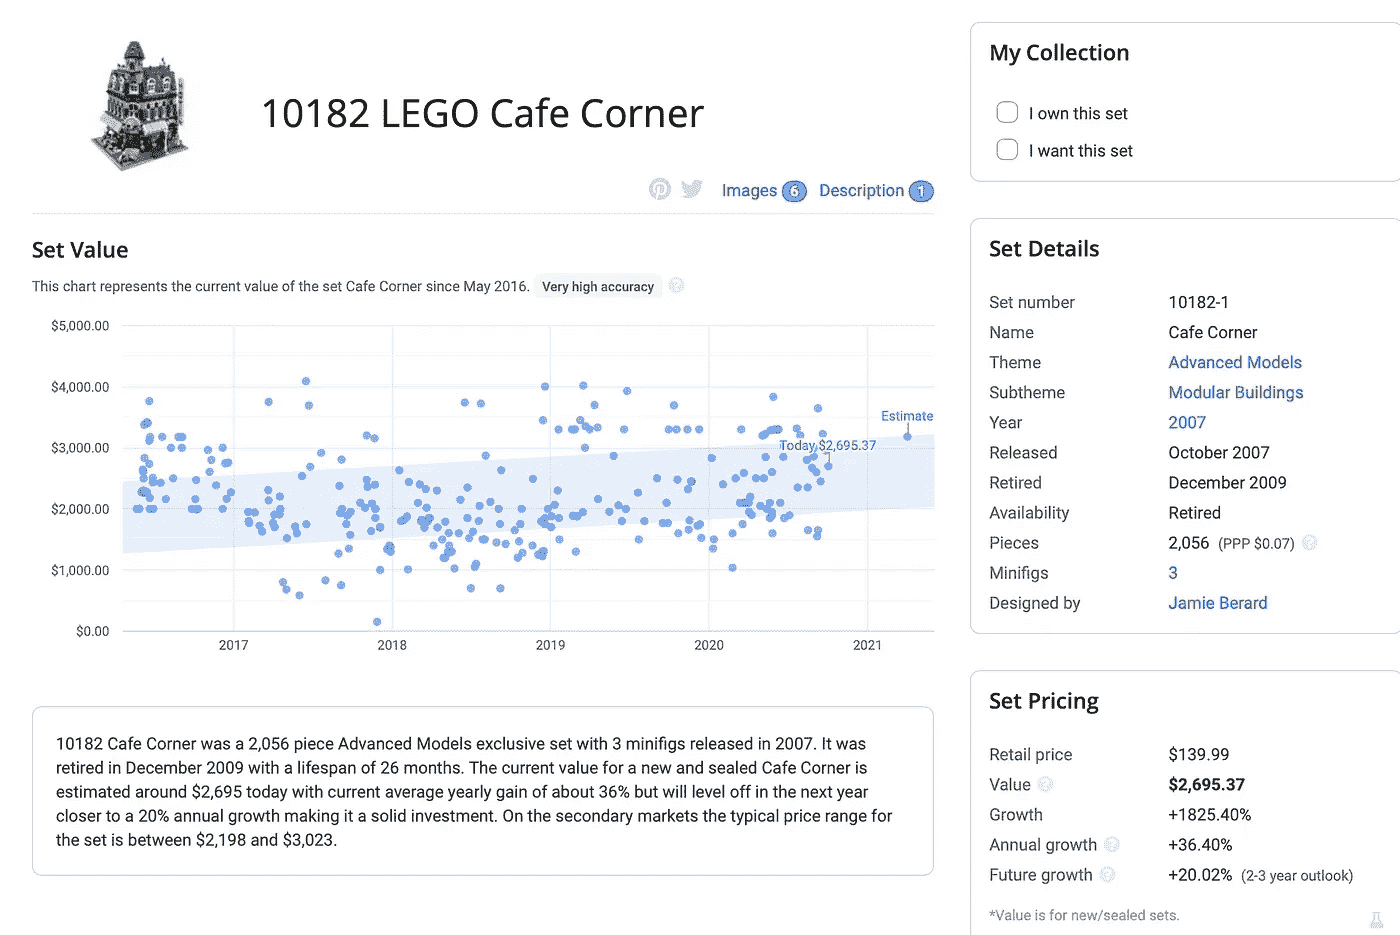 10182 LEGO Cafe Corner
Images 6 Description 1
Set Value
This chart represents the current value of the set Cafe Corner since May 2016. Very high accuracy
$5,000.00
$4,000.00
$3,000.00
$2,000.00
$1,000.00
$0.00
Estimate
Today $2,695.37
2017 2018 2019 2020 2021
10182 Cafe Corner was a 2,056 piece Advanced Models exclusive set with 3 minifigs released in 2007. It was
retired in December 2009 with a lifespan of 26 months. The current value for a new and sealed Cafe Corner is
estimated around $2,695 today with current average yearly gain of about 36% but will level off in the next year
closer to a 20% annual growth making it a solid investment. On the secondary markets the typical price range for
the set is between $2,198 and $3,023.
My Collection
I own this set
I want this set
Set Details
Set number 10182-1
Name Cafe Corner
Theme Advanced Models
Subtheme Modular Buildings
Year 2007
Released October 2007
Retired December 2009
Availability Retired
Pieces 2,056 (PPP $0.07)
Minifigs 3
Designed by Jamie Berard
Set Pricing
Retail price $139.99
Value $2,695.37
Growth +1825.40%
Annual growth +36.40%
Future growth +20.02% (2-3 year outlook)
*Value is for new/sealed sets.